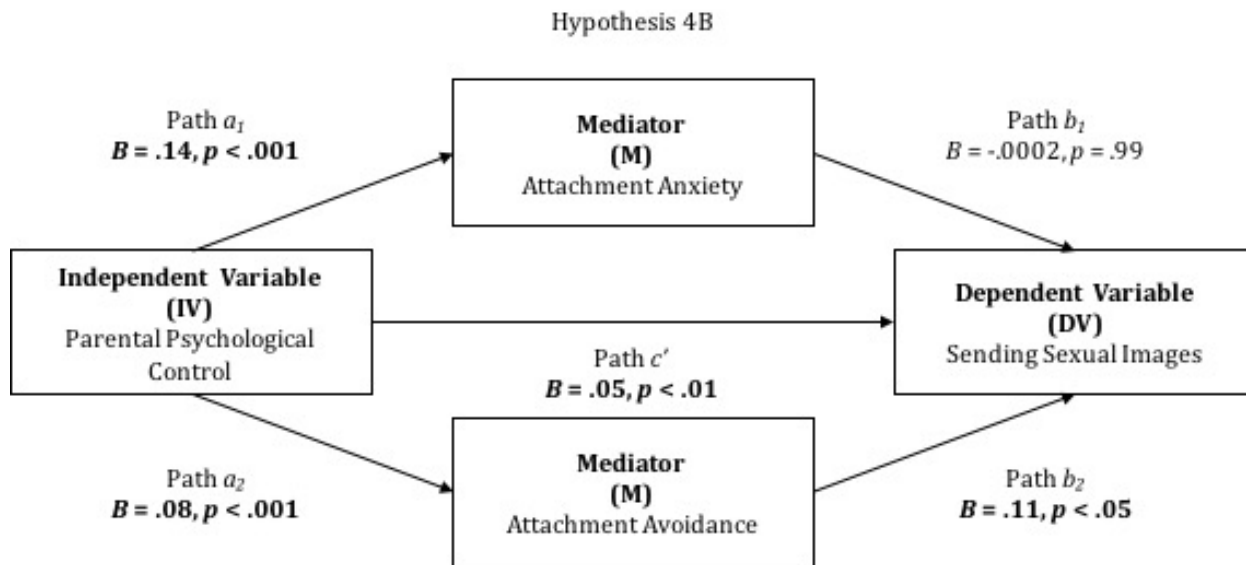 Hypothesis 4B
Path a₁
B = .14, p < .001
Mediator
(M)
Attachment Anxiety
Path b₁
B = -.0002, p = .99
Independent Variable
(IV)
Parental Psychological
Control
Path c′
B = .05, p < .01
Dependent Variable
(DV)
Sending Sexual Images
Path a₂
B = .08, p < .001
Mediator
(M)
Attachment Avoidance
Path b₂
B = .11, p < .05